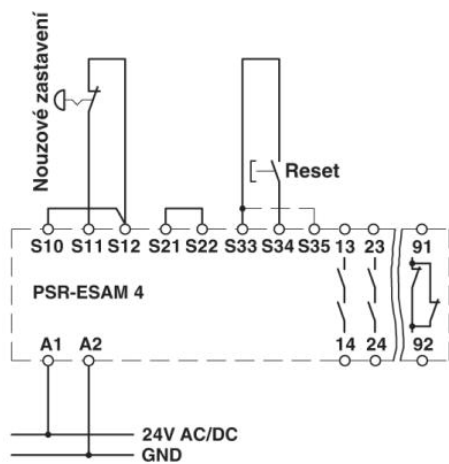 Nouzové zastavení
Reset
S10 S11 S12 S21 S22 S33 S34 S35 13 23 91
PSR-ESAM 4
A1 A2 14 24 92
24V AC/DC
GND